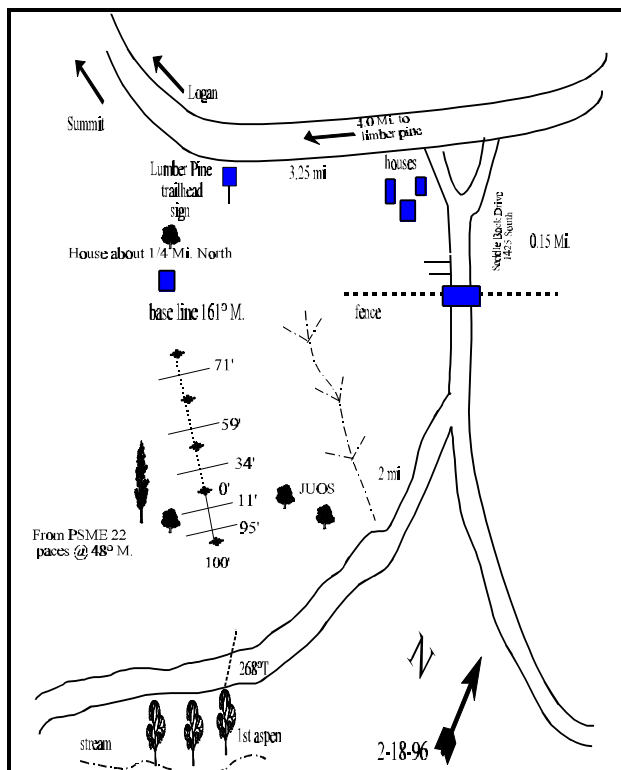 Logan
Summit
4.0 Mi. to
limber pine
Lumber Pine
trailhead
sign
3.25 mi
houses
Saddle Back Drive
1425 South
0.15 Mi.
House about 1/4 Mi. North
base line 161° M.
fence
71'
59'
34'
0'
11'
95'
100'
JUOS
2 mi
From PSME 22
paces @ 48° M.
268°T
N
stream
1st aspen
2-18-96